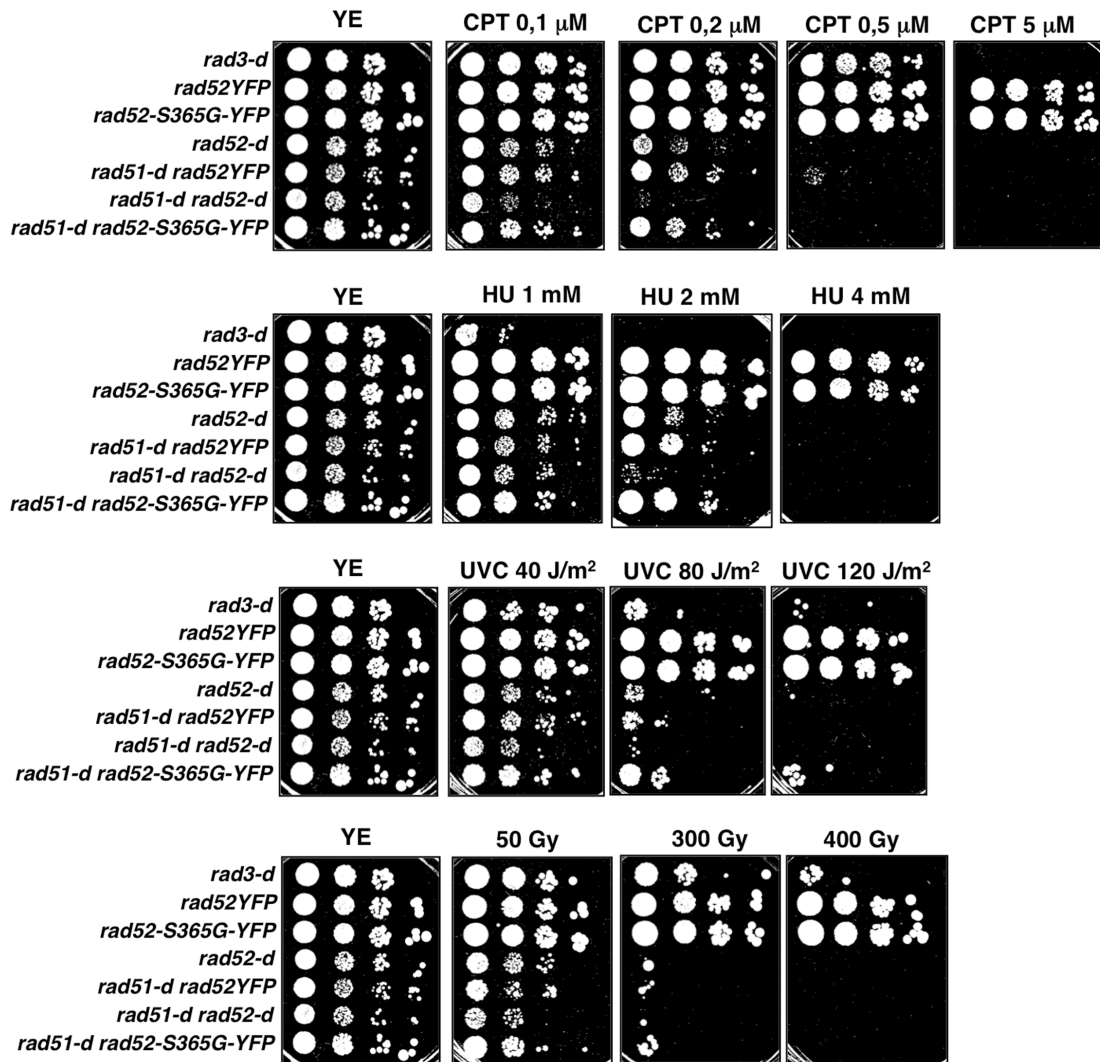 YE CPT 0,1 μM CPT 0,2 μM CPT 0,5 μM CPT 5 μM
rad3-d
rad52YFP
rad52-S365G-YFP
rad52-d
rad51-d rad52YFP
rad51-d rad52-d
rad51-d rad52-S365G-YFP
YE HU 1 mM HU 2 mM HU 4 mM
rad3-d
rad52YFP
rad52-S365G-YFP
rad52-d
rad51-d rad52YFP
rad51-d rad52-d
rad51-d rad52-S365G-YFP
YE UVC 40 J/m² UVC 80 J/m² UVC 120 J/m²
rad3-d
rad52YFP
rad52-S365G-YFP
rad52-d
rad51-d rad52YFP
rad51-d rad52-d
rad51-d rad52-S365G-YFP
YE 50 Gy 300 Gy 400 Gy
rad3-d
rad52YFP
rad52-S365G-YFP
rad52-d
rad51-d rad52YFP
rad51-d rad52-d
rad51-d rad52-S365G-YFP